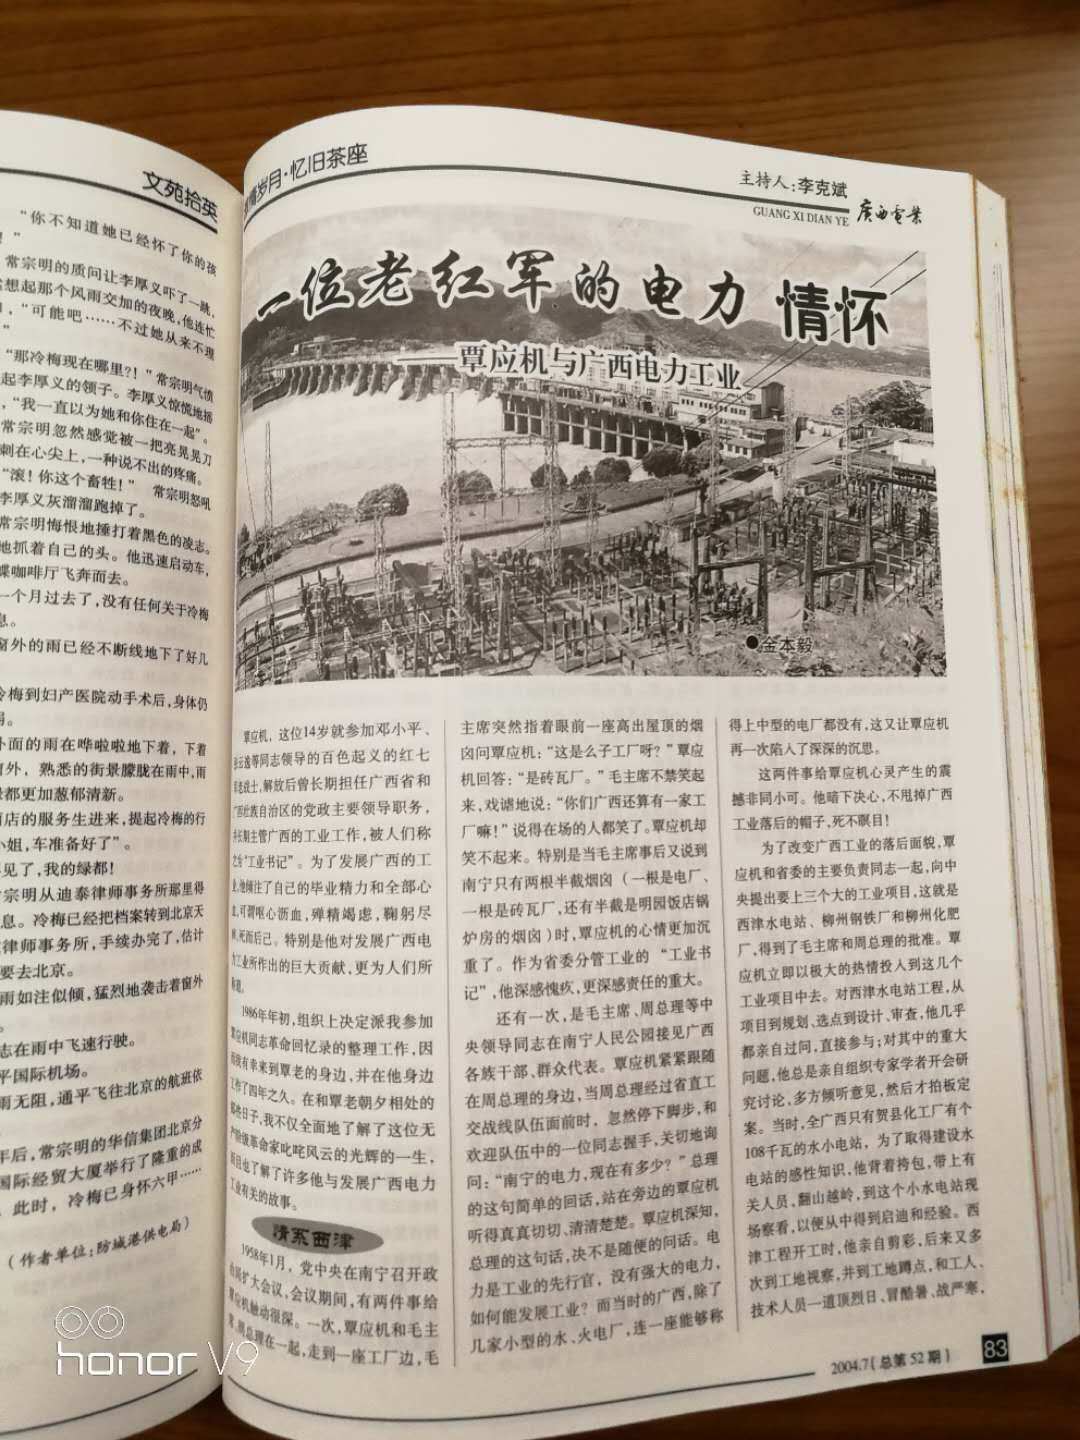 文苑拾英
“你不知道她已经怀了你的孩
！”
常宗明的质问让李厚义吓了一跳，
想起那个风雨交加的夜晚，他连忙
，“可能吧……不过她从来不理
”
“那冷梅现在哪里？！”常宗明气愤
起李厚义的领子。李厚义惊慌地摇
，“我一直以为她和你住在一起”。
常宗明忽然感觉被一把亮晃晃刀
刺在心尖上，一种说不出的疼痛。
“滚！你这个畜牲！” 常宗明怒吼
李厚义灰溜溜跑掉了。
常宗明悔恨地捶打着黑色的凌志。
地抓着自己的头。他迅速启动车，
蝶咖啡厅飞奔而去。
一个月过去了，没有任何关于冷梅
息。
窗外的雨已经不断线地下了好几
冷梅到妇产医院动手术后，身体仍
弱。
外面的雨在哗啦啦地下着，下着
窗外，熟悉的街景朦胧在雨中，雨
绿都更加葱郁清新。
酒店的服务生进来，提起冷梅的行
小姐，车准备好了”。
再见了，我的绿都！
常宗明从迪泰律师事务所那里得
息。冷梅已经把档案转到北京天
律师事务所，手续办完了，估计
要去北京。
雨如注似倾，猛烈地袭击着窗外
。
志在雨中飞速行驶。
平国际机场。
雨无阻，通平飞往北京的航班依
年后，常宗明的华信集团北京分
国际经贸大厦举行了隆重的成
。此时，冷梅已身怀六甲……
（作者单位：防城港供电局）
情岁月·忆旧茶座
主持人：李克斌
GUANG XI DIAN YE
廣西電業
一位老红军的电力情怀
——覃应机与广西电力工业
●金本毅
覃应机，这位14岁就参加邓小平、
张云逸等同志领导的百色起义的红七
军老战士，解放后曾长期担任广西省和
广西壮族自治区的党政主要领导职务，
并长期主管广西的工业工作，被人们称
之为“工业书记”。为了发展广西的工
业，他倾注了自己的毕业精力和全部心
血，可谓呕心沥血，殚精竭虑，鞠躬尽
瘁，死而后已。特别是他对发展广西电
力工业所作出的巨大贡献，更为人们所
称道。
1986年年初，组织上决定派我参加
覃应机同志革命回忆录的整理工作，因
而我有幸来到覃老的身边，并在他身边
工作了四年之久。在和覃老朝夕相处的
那些日子，我不仅全面地了解了这位无
产阶级革命家叱咤风云的光辉的一生，
而且也了解了许多他与发展广西电力
工业有关的故事。
情系西津
1958年1月，党中央在南宁召开政
治局扩大会议，会议期间，有两件事给
覃应机触动很深。一次，覃应机和毛主
席、周总理在一起，走到一座工厂边，毛
主席突然指着眼前一座高出屋顶的烟
囱问覃应机：“这是么子工厂呀？”覃应
机回答：“是砖瓦厂。”毛主席不禁笑起
来，戏谑地说：“你们广西还算有一家工
厂嘛！”说得在场的人都笑了。覃应机却
笑不起来。特别是当毛主席事后又说到
南宁只有两根半截烟囱（一根是电厂、
一根是砖瓦厂，还有半截是明园饭店锅
炉房的烟囱）时，覃应机的心情更加沉
重了。作为省委分管工业的 “工业书
记”，他深感愧疚，更深感责任的重大。
还有一次，是毛主席、周总理等中
央领导同志在南宁人民公园接见广西
各族干部、群众代表。覃应机紧紧跟随
在周总理的身边，当周总理经过省直工
交战线队伍面前时，忽然停下脚步，和
欢迎队伍中的一位同志握手，关切地询
问：“南宁的电力，现在有多少？”总理
的这句简单的回话，站在旁边的覃应机
听得真真切切、清清楚楚。覃应机深知，
总理的这句话，决不是随便的问话。电
力是工业的先行官，没有强大的电力，
如何能发展工业？而当时的广西，除了
几家小型的水、火电厂，连一座能够称
得上中型的电厂都没有，这又让覃应机
再一次陷入了深深的沉思。
这两件事给覃应机心灵产生的震
撼非同小可。他暗下决心，不甩掉广西
工业落后的帽子，死不瞑目！
为了改变广西工业的落后面貌，覃
应机和省委的主要负责同志一起，向中
央提出要上三个大的工业项目，这就是
西津水电站、柳州钢铁厂和柳州化肥
厂，得到了毛主席和周总理的批准。覃
应机立即以极大的热情投入到这几个
工业项目中去。对西津水电站工程，从
项目到规划、选点到设计、审查，他几乎
都亲自过问，直接参与；对其中的重大
问题，他总是亲自组织专家学者开会研
究讨论，多方倾听意见，然后才拍板定
案。当时，全广西只有贺县化工厂有个
108千瓦的水小电站，为了取得建设水
电站的感性知识，他背着挎包，带上有
关人员，翻山越岭，到这个小水电站现
场察看，以便从中得到启迪和经验。西
津工程开工时，他亲自剪彩，后来又多
次到工地视察，并到工地蹲点，和工人、
技术人员一道顶烈日、冒酷暑、战严寒，
2004.7（总第52期）
83
honor V9